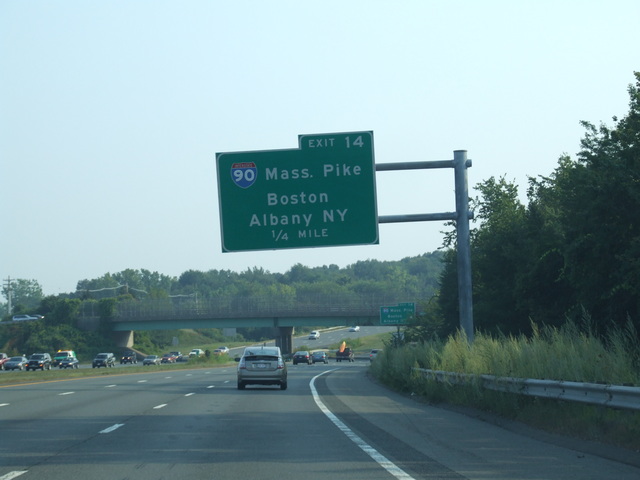 EXIT 14
90 Mass. Pike
Boston
Albany NY
1/4 MILE